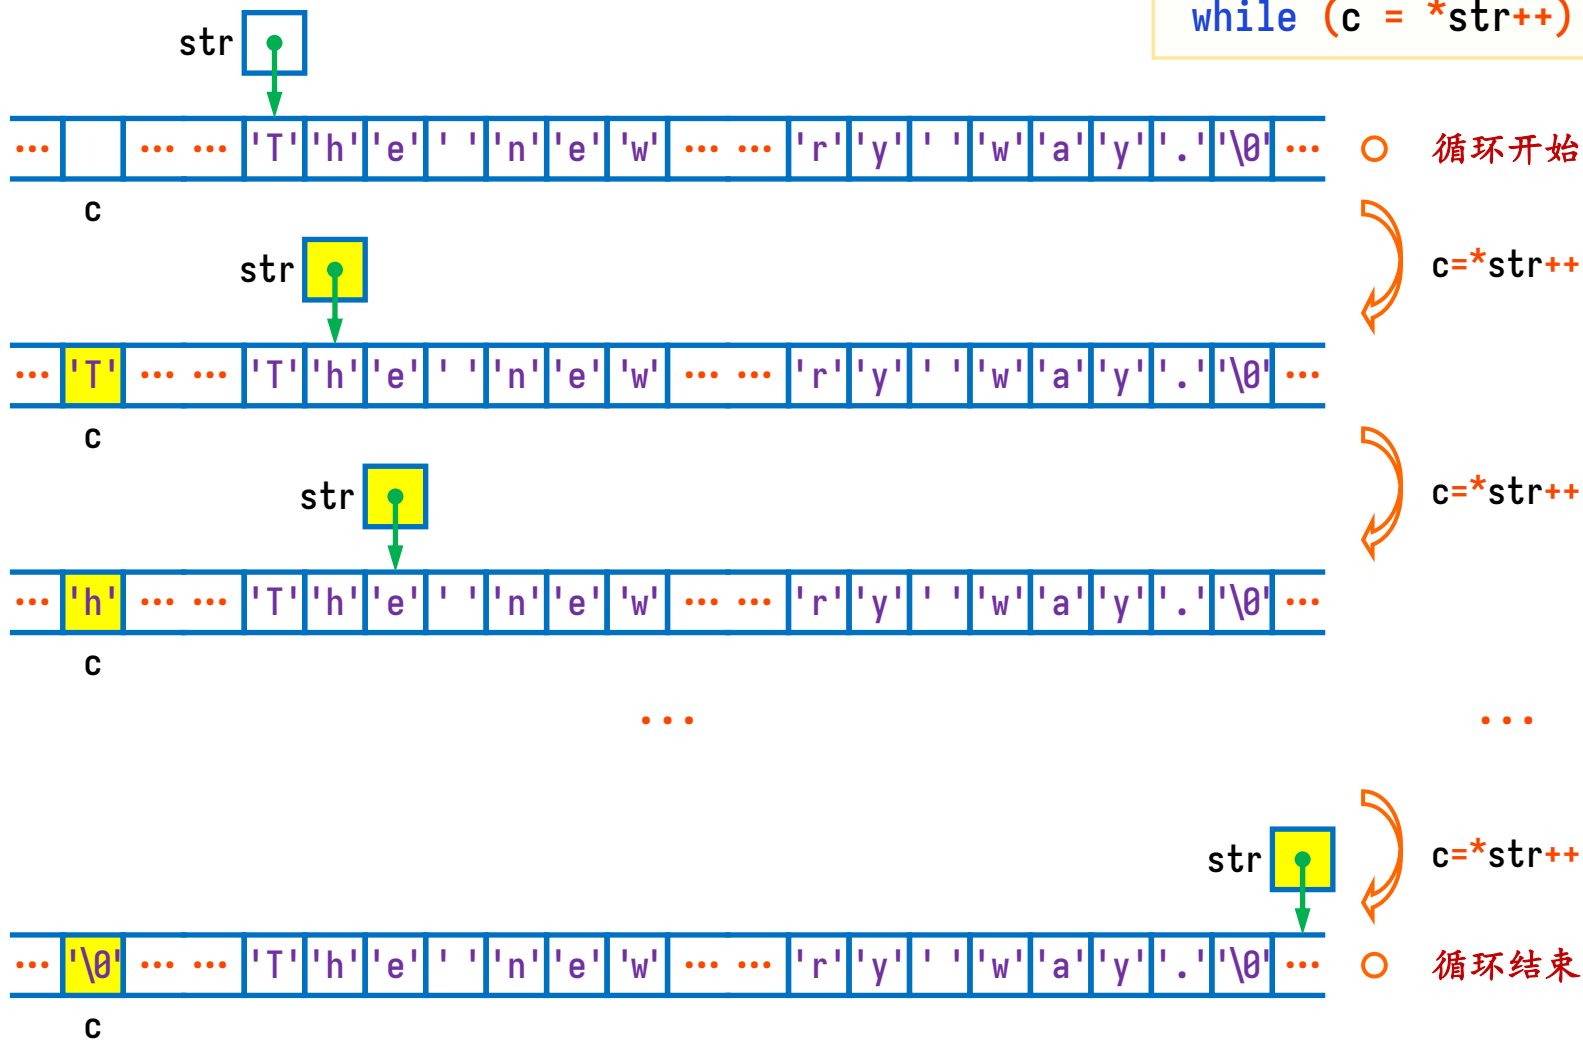 while (c = *str++)
str
... ... ... 'T' 'h' 'e' ' ' 'n' 'e' 'w' ... ... 'r' 'y' ' ' 'w' 'a' 'y' '.' '\0' ... 循环开始
c
str c=*str++
... 'T' ... ... 'T' 'h' 'e' ' ' 'n' 'e' 'w' ... ... 'r' 'y' ' ' 'w' 'a' 'y' '.' '\0' ...
c
str c=*str++
... 'h' ... ... 'T' 'h' 'e' ' ' 'n' 'e' 'w' ... ... 'r' 'y' ' ' 'w' 'a' 'y' '.' '\0' ...
c
... ...
str c=*str++
... '\0' ... ... 'T' 'h' 'e' ' ' 'n' 'e' 'w' ... ... 'r' 'y' ' ' 'w' 'a' 'y' '.' '\0' ... 循环结束
c